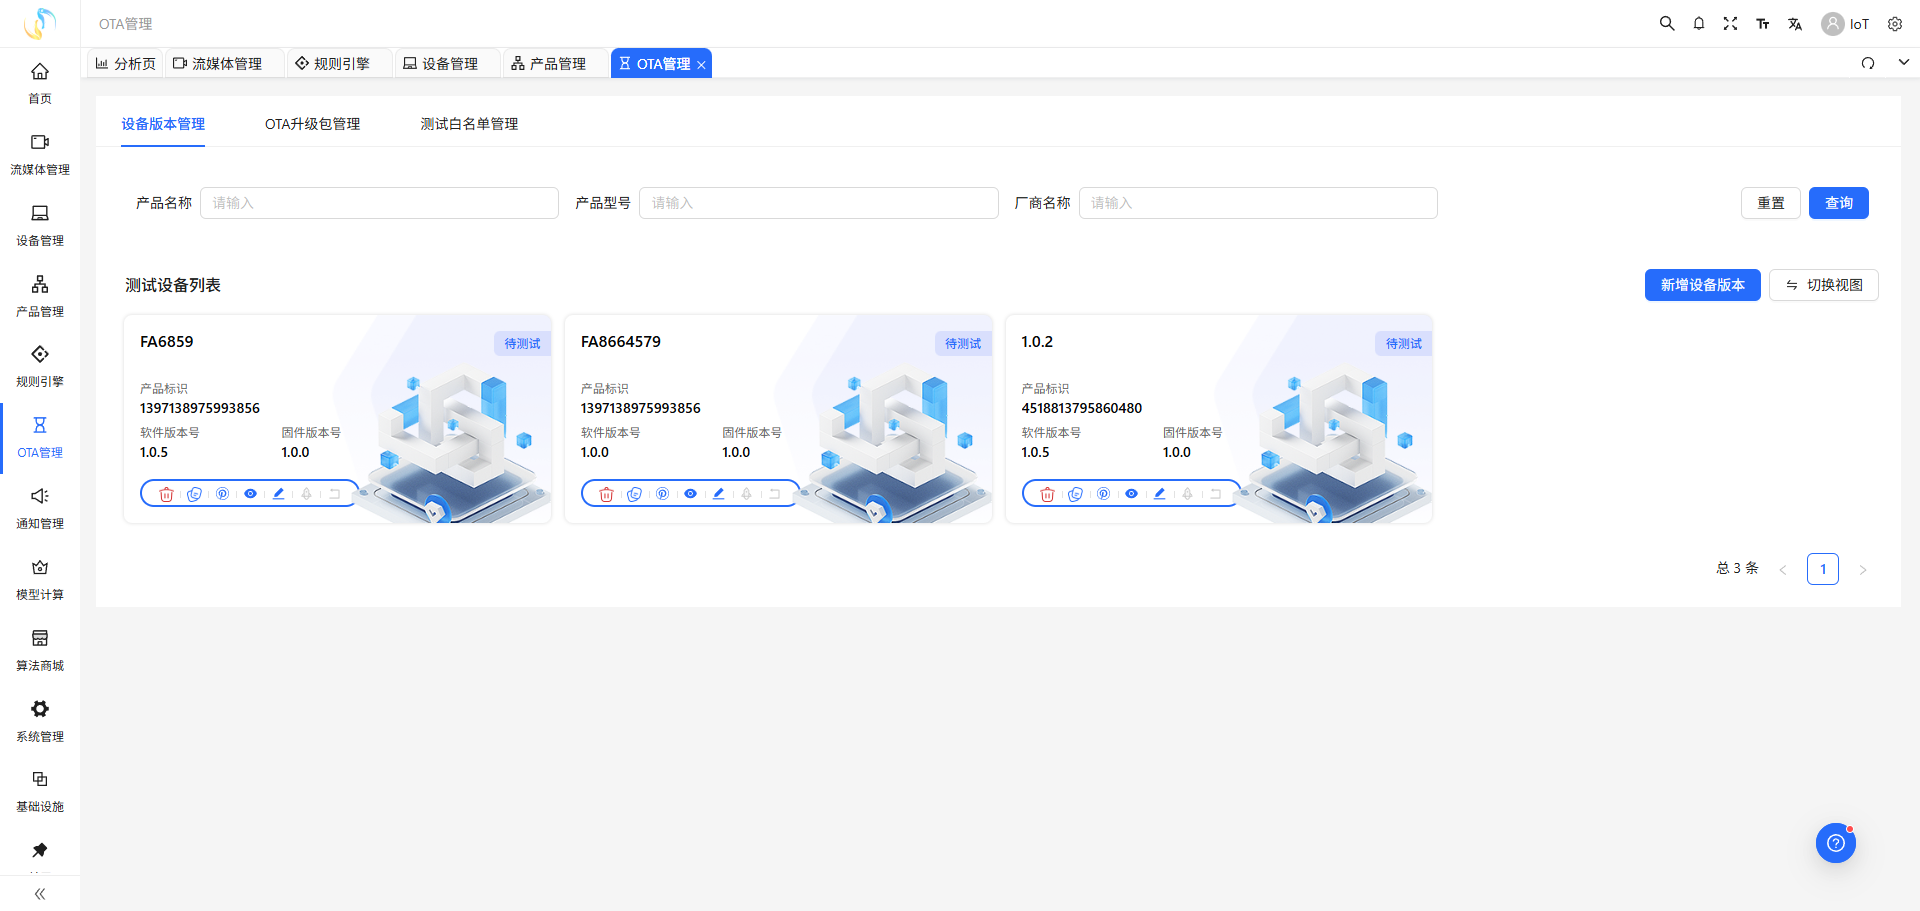 OTA管理
IoT
分析页
流媒体管理
规则引擎
设备管理
产品管理
OTA管理
首页
流媒体管理
设备管理
产品管理
规则引擎
OTA管理
通知管理
模型计算
算法商城
系统管理
基础设施
设备版本管理
OTA升级包管理
测试白名单管理
产品名称
请输入
产品型号
请输入
厂商名称
请输入
重置
查询
测试设备列表
新增设备版本
切换视图
FA6859
待测试
产品标识
1397138975993856
软件版本号
固件版本号
1.0.5
1.0.0
FA8664579
待测试
产品标识
1397138975993856
软件版本号
固件版本号
1.0.0
1.0.0
1.0.2
待测试
产品标识
4518813795860480
软件版本号
固件版本号
1.0.5
1.0.0
总 3 条
1